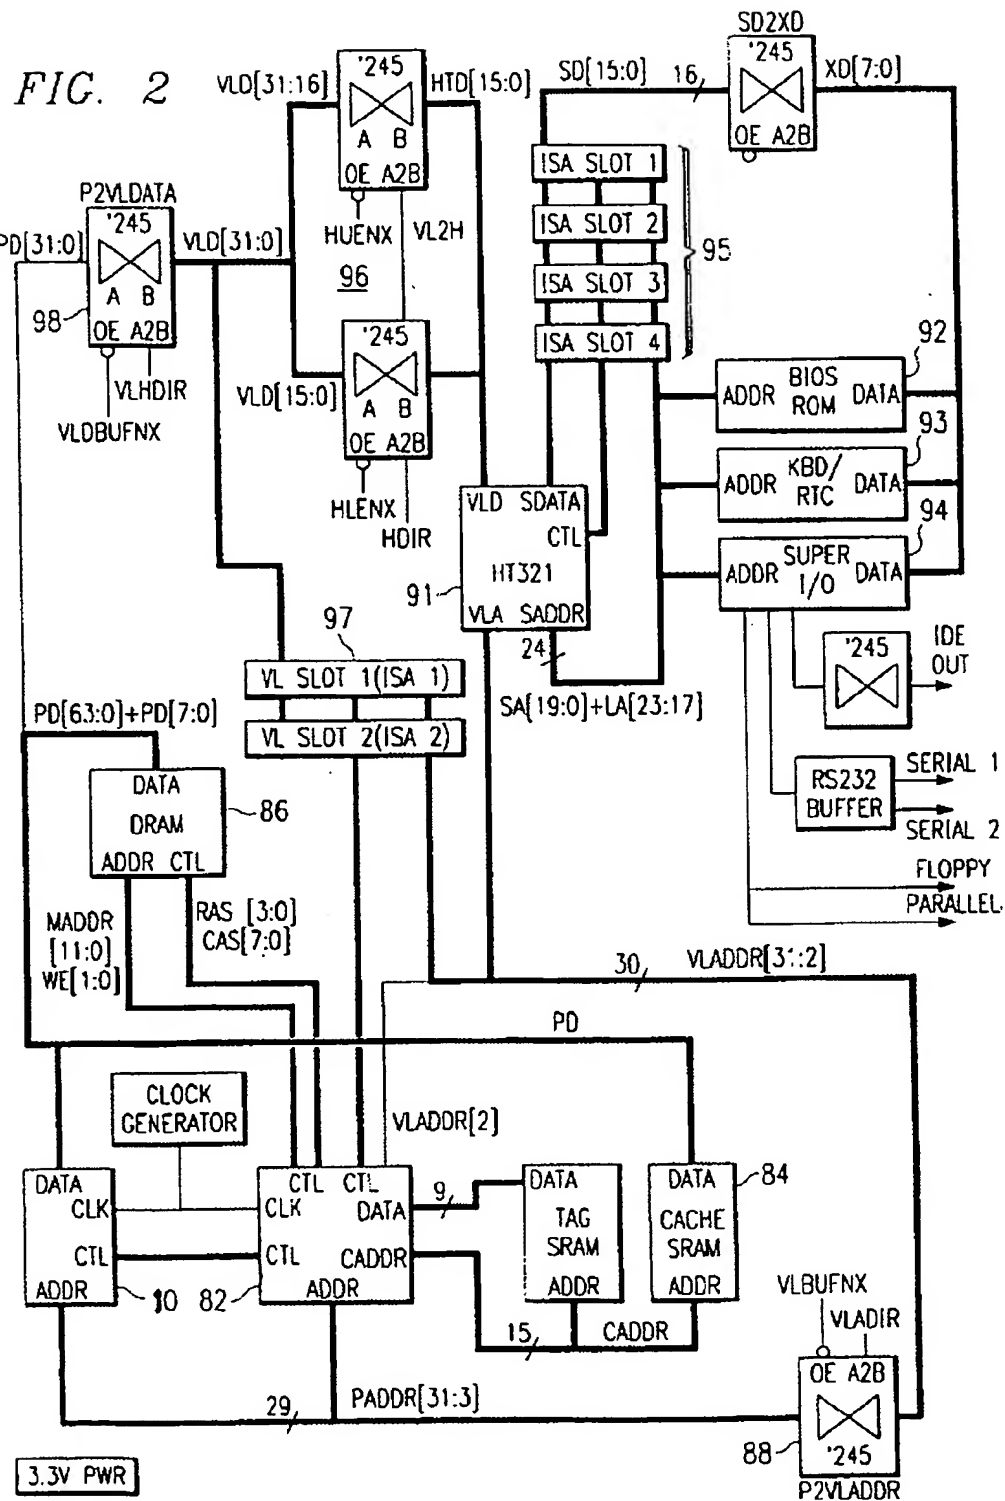 FIG. 2
SD2XD
'245
OE A2B
SD[15:0]
16
XD[7:0]
VLD[31:16]
'245
A B
OE A2B
HTD[15:0]
HUENX
VL2H
96
P2VLDATA
'245
A B
OE A2B
PD[31:0]
VLD[31:0]
98
VLHDIR
VLDBUFNX
'245
A B
OE A2B
VLD[15:0]
HLENX
HDIR
ISA SLOT 1
ISA SLOT 2
ISA SLOT 3
ISA SLOT 4
95
92
ADDR BIOS ROM DATA
93
ADDR KBD/ RTC DATA
94
ADDR SUPER I/O DATA
VLD SDATA
CTL
HT321
91
VLA SADDR
24
SA[19:0]+LA[23:17]
'245
IDE OUT
RS232 BUFFER
SERIAL 1
SERIAL 2
FLOPPY
PARALLEL
97
VL SLOT 1(ISA 1)
VL SLOT 2(ISA 2)
PD[63:0]+PD[7:0]
DATA
DRAM
ADDR CTL
86
MADDR
[11:0]
WE[1:0]
RAS [3:0]
CAS[7:0]
30
VLADDR[31:2]
PD
CLOCK
GENERATOR
VLADDR[2]
DATA
CLK
CTL
ADDR
10
CTL CTL
CLK
DATA
CTL
CADDR
ADDR
82
9
DATA
TAG
SRAM
ADDR
DATA
CACHE
SRAM
ADDR
84
15
CADDR
29
PADDR[31:3]
VLBUFNX
VLADIR
OE A2B
'245
88
P2VLADDR
3.3V PWR